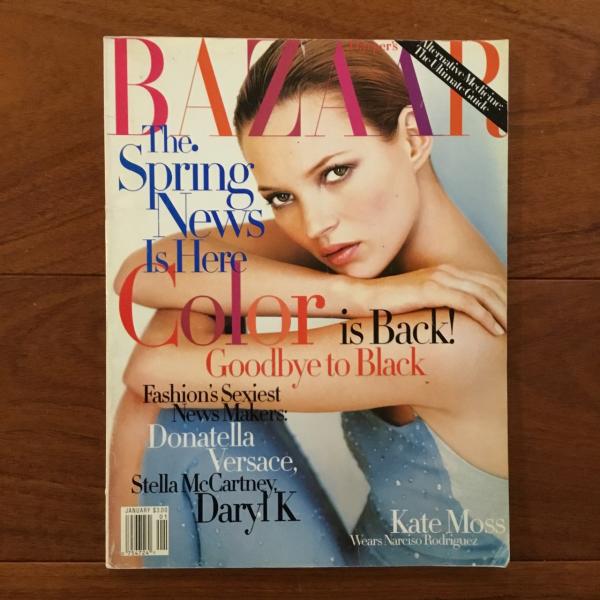 Harper's
BAZAAR
Alternative Medicine:
The Ultimate Guide
The
Spring
News
Is Here
Color is Back!
Goodbye to Black
Fashion's Sexiest
News Makers:
Donatella
Versace,
Stella McCartney,
Daryl K
JANUARY $3.00
01
Kate Moss
Wears Narciso Rodriguez